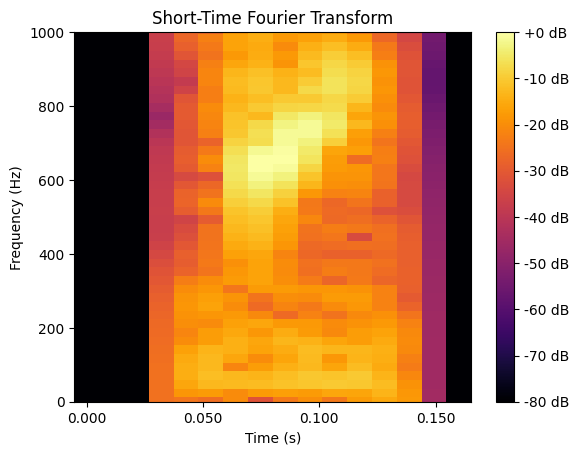 Short-Time Fourier Transform
1000
800
600
400
200
0
Frequency (Hz)
0.000
0.050
0.100
0.150
Time (s)
+0 dB
-10 dB
-20 dB
-30 dB
-40 dB
-50 dB
-60 dB
-70 dB
-80 dB